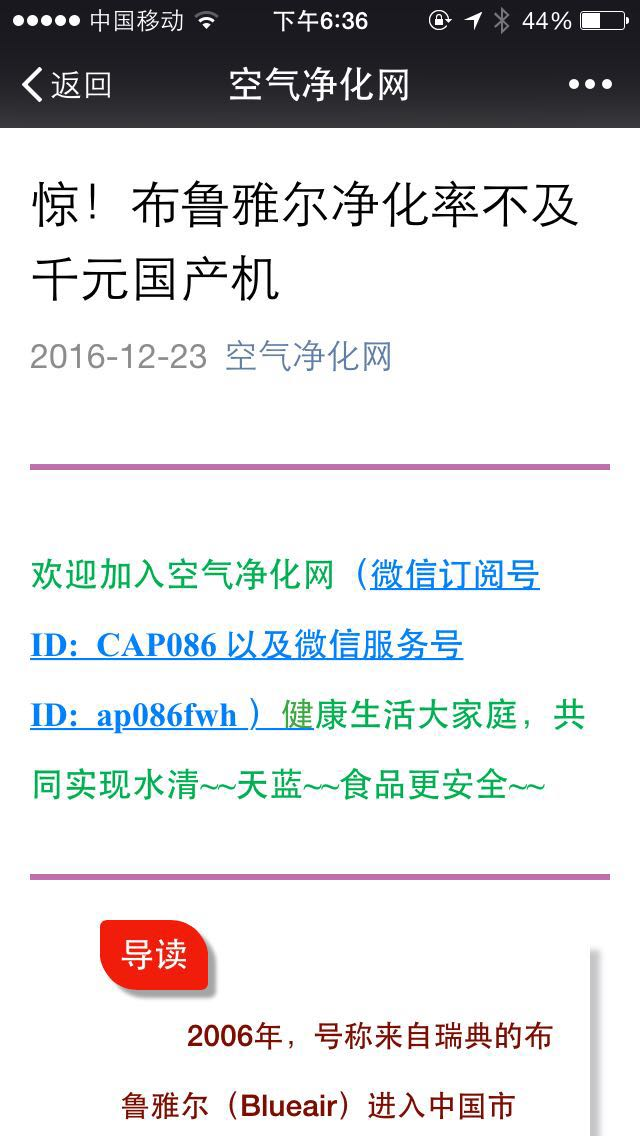 中国移动 下午6:36 44%
返回 空气净化网
惊！布鲁雅尔净化率不及
千元国产机
2016-12-23 空气净化网
欢迎加入空气净化网（微信订阅号
ID: CAP086 以及微信服务号
ID: ap086fwh ）健康生活大家庭，共
同实现水清~~天蓝~~食品更安全~~
导读
2006年，号称来自瑞典的布
鲁雅尔（Blueair）进入中国市